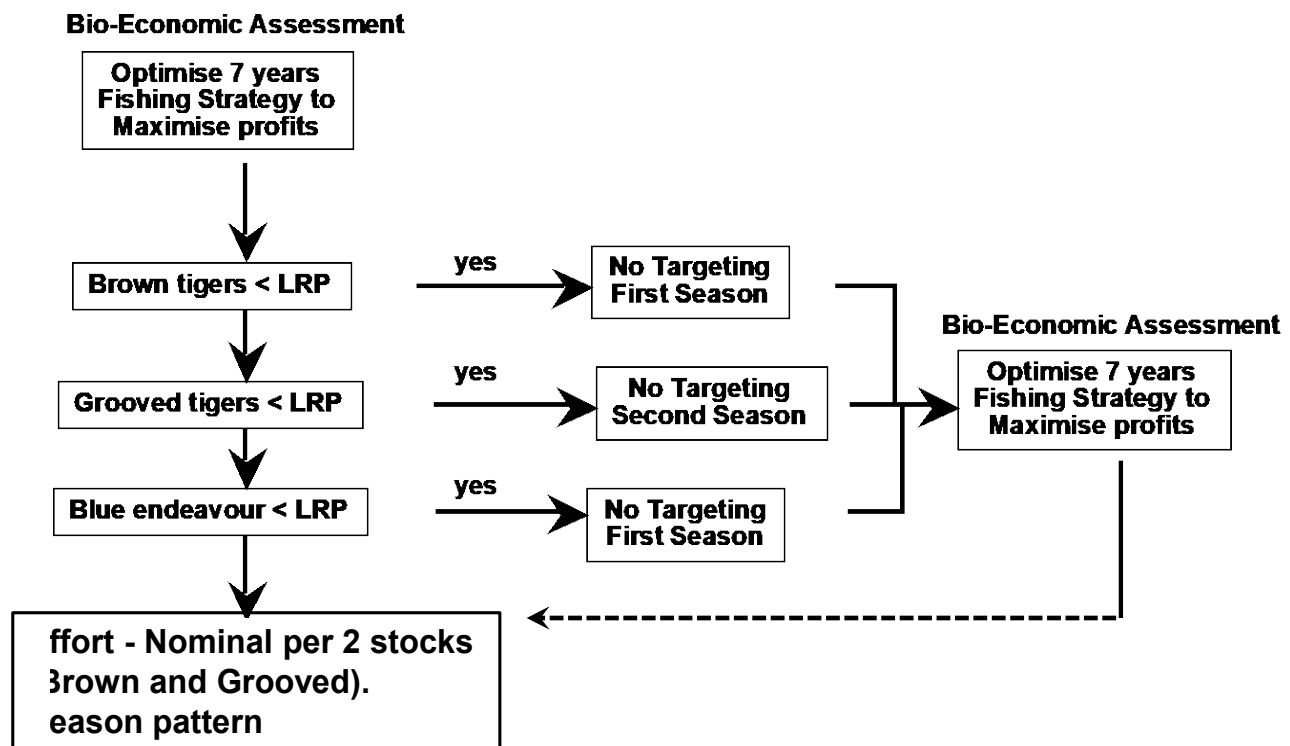 Bio-Economic Assessment
Optimise 7 years
Fishing Strategy to
Maximise profits
Brown tigers < LRP
yes
No Targeting
First Season
Grooved tigers < LRP
yes
No Targeting
Second Season
Blue endeavour < LRP
yes
No Targeting
First Season
Bio-Economic Assessment
Optimise 7 years
Fishing Strategy to
Maximise profits
ffort - Nominal per 2 stocks
rown and Grooved).
eason pattern